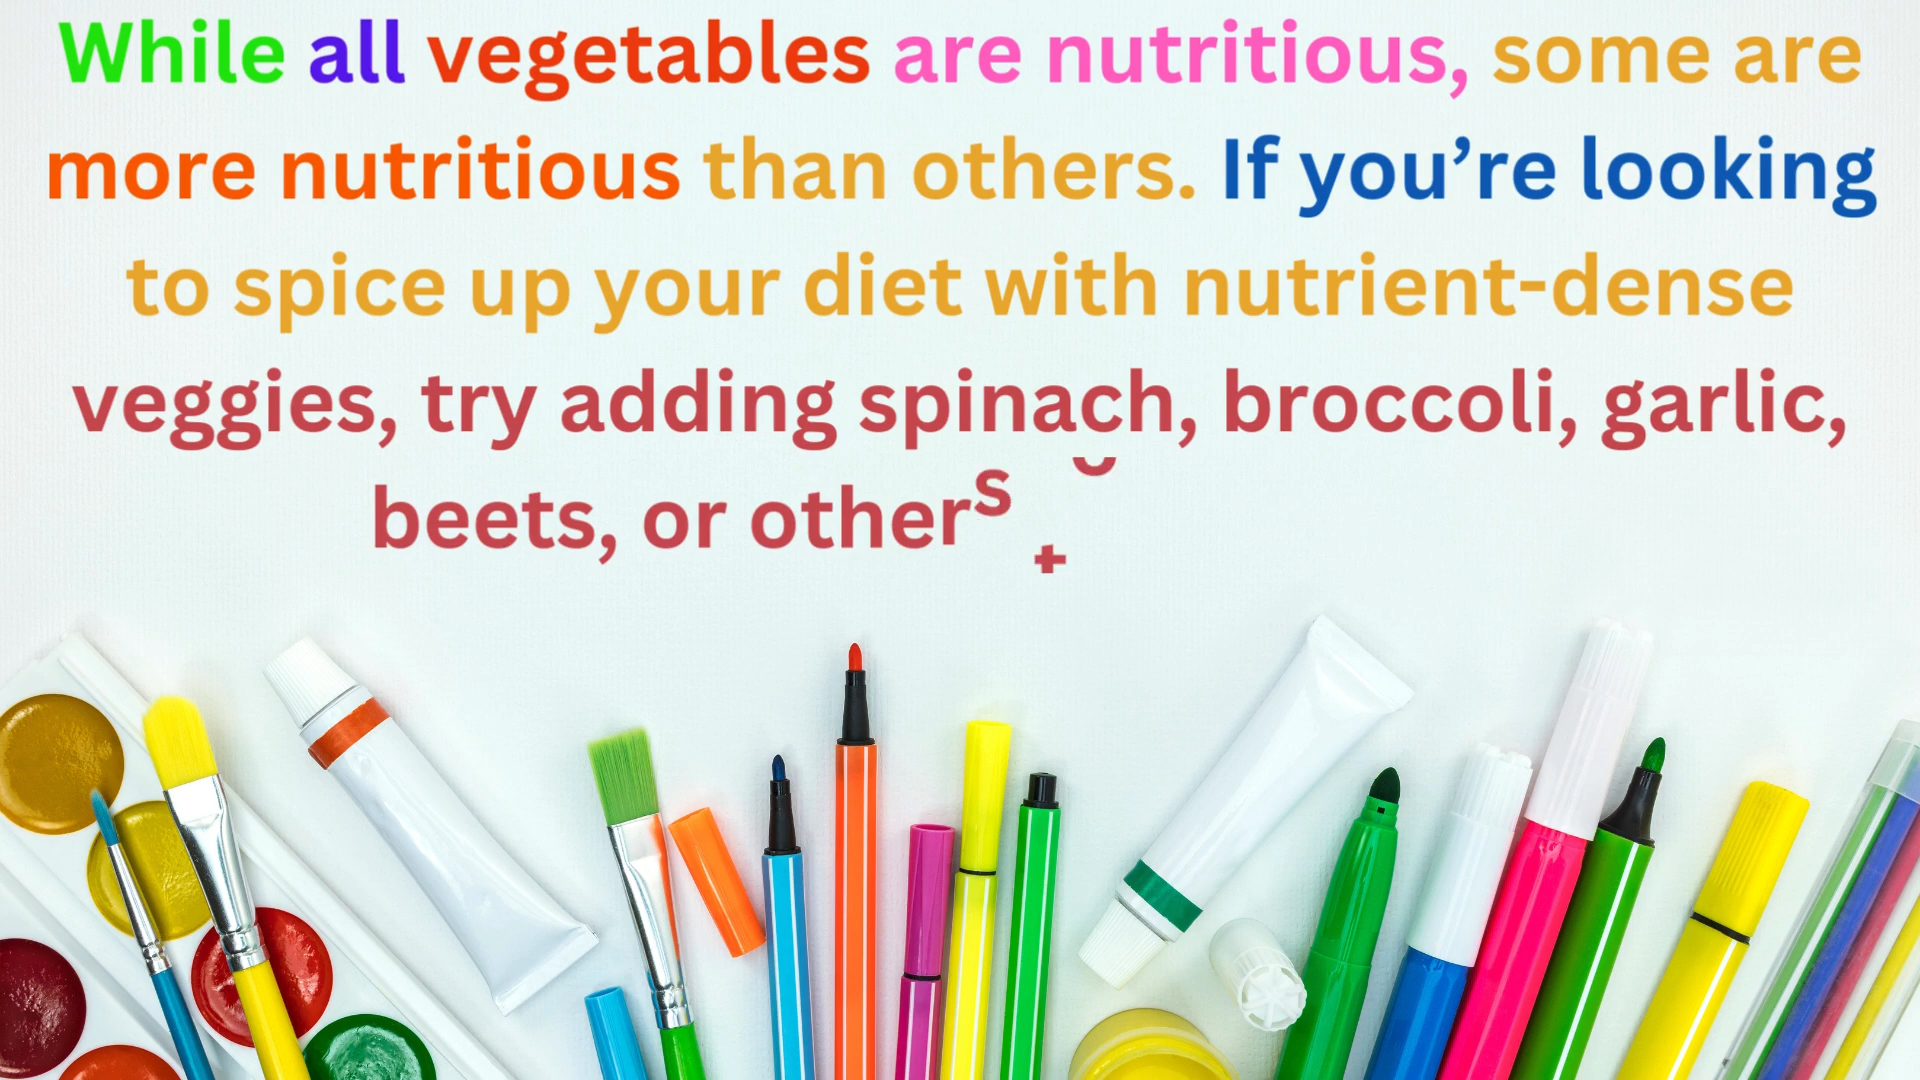 While all vegetables are nutritious, some are
more nutritious than others. If you’re looking
to spice up your diet with nutrient-dense
veggies, try adding spinach, broccoli, garlic,
beets, or others